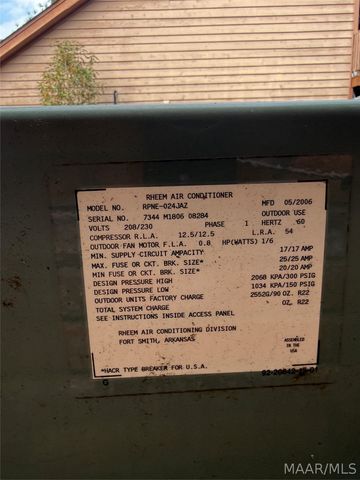 RHEEM AIR CONDITIONER
MODEL NO. RPNE-024JAZ MFD 05/2006
SERIAL NO. 7344 M1806 08284 OUTDOOR USE
VOLTS 208/230 PHASE 1 HERTZ 60
COMPRESSOR R.L.A. 12.5/12.5 L.R.A. 54
OUTDOOR FAN MOTOR F.L.A. 0.8 HP(WATTS) 1/6
MIN. SUPPLY CIRCUIT AMPACITY 17/17 AMP
MAX. FUSE OR CKT. BRK. SIZE* 25/25 AMP
MIN FUSE OR CKT. BRK. SIZE* 20/20 AMP
DESIGN PRESSURE HIGH 2068 KPA/300 PSIG
DESIGN PRESSURE LOW 1034 KPA/150 PSIG
OUTDOOR UNITS FACTORY CHARGE 2552G/90 OZ. R22
TOTAL SYSTEM CHARGE OZ. R22
SEE INSTRUCTIONS INSIDE ACCESS PANEL
RHEEM AIR CONDITIONING DIVISION
FORT SMITH, ARKANSAS
ASSEMBLED
IN THE
USA
*HACR TYPE BREAKER FOR U.S.A.
G
MAAR/MLS